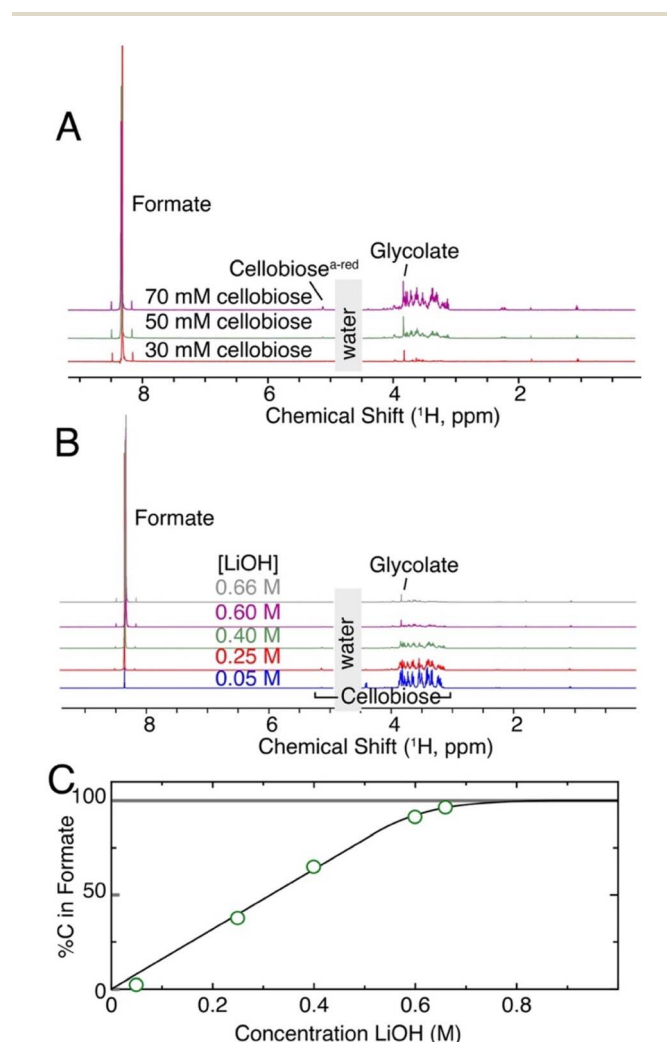 A
Formate
Glycolate
Cellobiose^a-red
70 mM cellobiose
50 mM cellobiose
30 mM cellobiose
water
8 6 4 2
Chemical Shift (¹H, ppm)
B
Formate
[LiOH]
Glycolate
0.66 M
0.60 M
0.40 M
0.25 M
0.05 M
water
Cellobiose
8 6 4 2
Chemical Shift (¹H, ppm)
C
100
50
0
%C in Formate
0 0.2 0.4 0.6 0.8
Concentration LiOH (M)